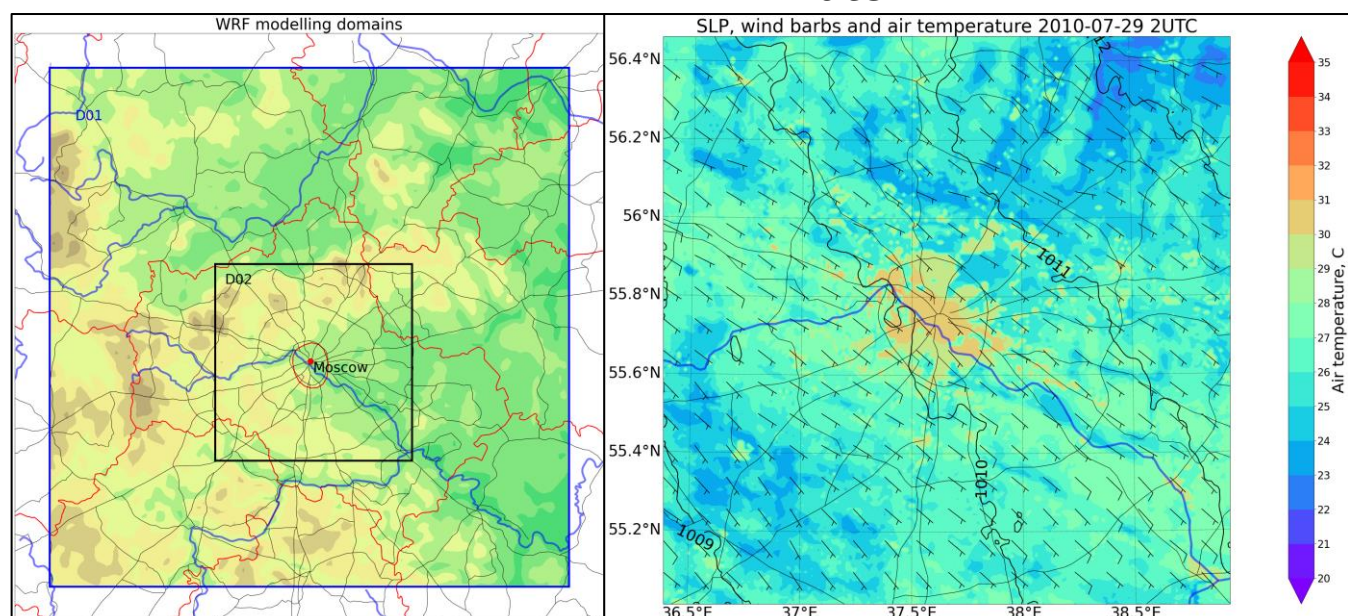 WRF modelling domains
D01
D02
Moscow
SLP, wind barbs and air temperature 2010-07-29 2UTC
56.4°N
56.2°N
56°N
55.8°N
55.6°N
55.4°N
55.2°N
36.5°E
37°E
37.5°E
38°E
38.5°E
1011
1010
1009
35
34
33
32
31
30
29
28
27
26
25
24
23
22
21
20
Air temperature, C